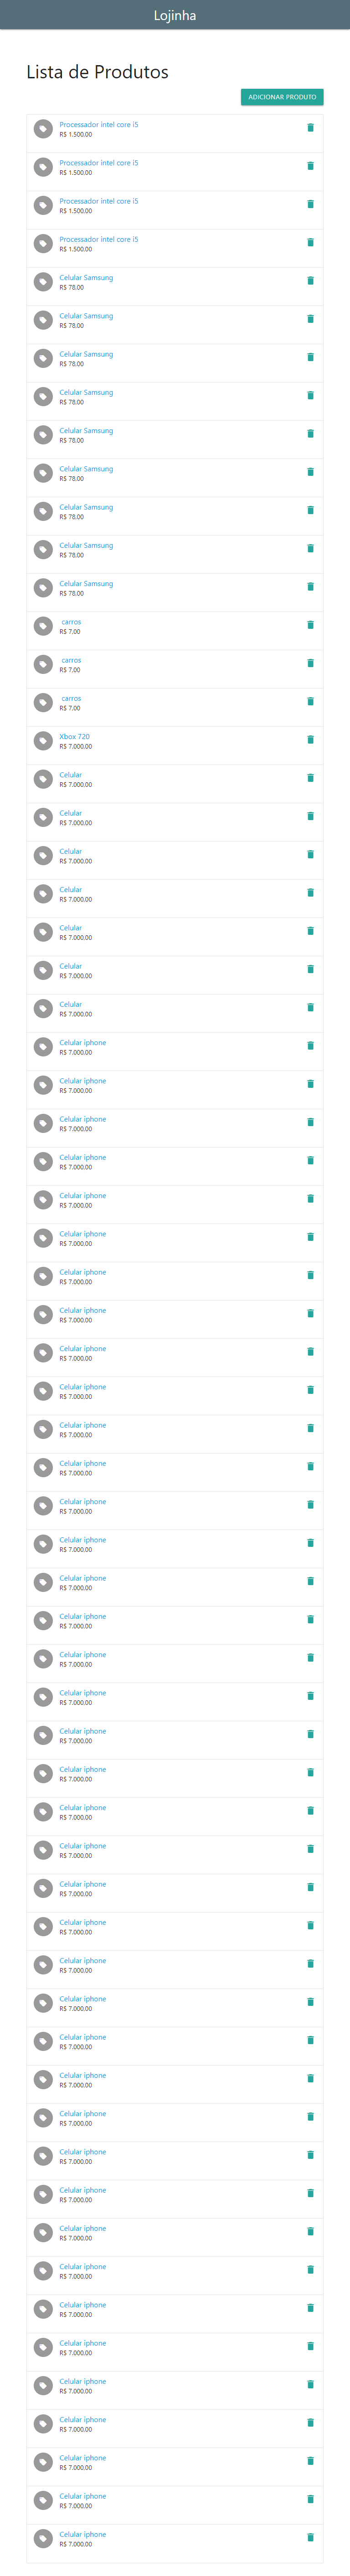 Lojinha
Lista de Produtos
ADICIONAR PRODUTO
Processador intel core i5
R$ 1.500,00
Processador intel core i5
R$ 1.500,00
Processador intel core i5
R$ 1.500,00
Processador intel core i5
R$ 1.500,00
Celular Samsung
R$ 78,00
Celular Samsung
R$ 78,00
Celular Samsung
R$ 78,00
Celular Samsung
R$ 78,00
Celular Samsung
R$ 78,00
Celular Samsung
R$ 78,00
Celular Samsung
R$ 78,00
Celular Samsung
R$ 78,00
Celular Samsung
R$ 78,00
carros
R$ 7,00
carros
R$ 7,00
carros
R$ 7,00
Xbox 720
R$ 7.000,00
Celular
R$ 7.000,00
Celular
R$ 7.000,00
Celular
R$ 7.000,00
Celular
R$ 7.000,00
Celular
R$ 7.000,00
Celular
R$ 7.000,00
Celular
R$ 7.000,00
Celular iphone
R$ 7.000,00
Celular iphone
R$ 7.000,00
Celular iphone
R$ 7.000,00
Celular iphone
R$ 7.000,00
Celular iphone
R$ 7.000,00
Celular iphone
R$ 7.000,00
Celular iphone
R$ 7.000,00
Celular iphone
R$ 7.000,00
Celular iphone
R$ 7.000,00
Celular iphone
R$ 7.000,00
Celular iphone
R$ 7.000,00
Celular iphone
R$ 7.000,00
Celular iphone
R$ 7.000,00
Celular iphone
R$ 7.000,00
Celular iphone
R$ 7.000,00
Celular iphone
R$ 7.000,00
Celular iphone
R$ 7.000,00
Celular iphone
R$ 7.000,00
Celular iphone
R$ 7.000,00
Celular iphone
R$ 7.000,00
Celular iphone
R$ 7.000,00
Celular iphone
R$ 7.000,00
Celular iphone
R$ 7.000,00
Celular iphone
R$ 7.000,00
Celular iphone
R$ 7.000,00
Celular iphone
R$ 7.000,00
Celular iphone
R$ 7.000,00
Celular iphone
R$ 7.000,00
Celular iphone
R$ 7.000,00
Celular iphone
R$ 7.000,00
Celular iphone
R$ 7.000,00
Celular iphone
R$ 7.000,00
Celular iphone
R$ 7.000,00
Celular iphone
R$ 7.000,00
Celular iphone
R$ 7.000,00
Celular iphone
R$ 7.000,00
Celular iphone
R$ 7.000,00
Celular iphone
R$ 7.000,00
Celular iphone
R$ 7.000,00
Celular iphone
R$ 7.000,00